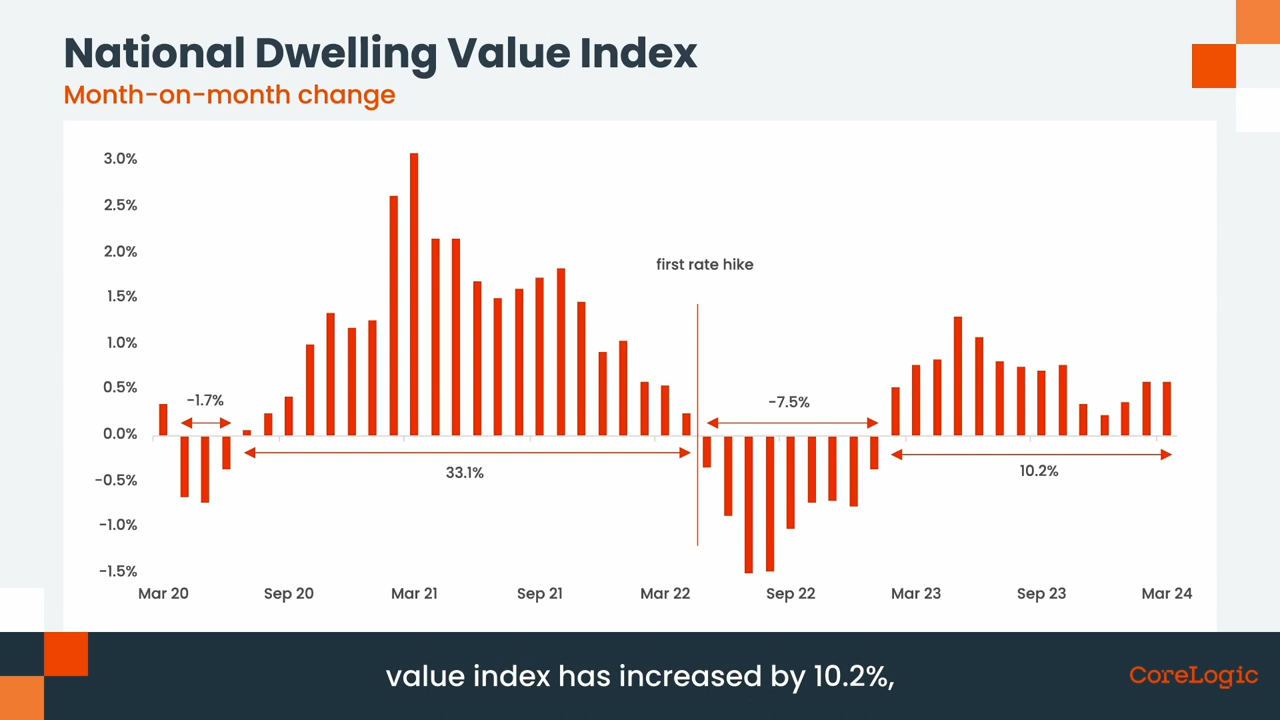 National Dwelling Value Index
Month-on-month change
3.0%
2.5%
2.0%
1.5%
1.0%
0.5%
0.0%
−0.5%
−1.0%
−1.5%
first rate hike
−1.7%
33.1%
−7.5%
10.2%
Mar 20 Sep 20 Mar 21 Sep 21 Mar 22 Sep 22 Mar 23 Sep 23 Mar 24
value index has increased by 10.2%,
CoreLogic